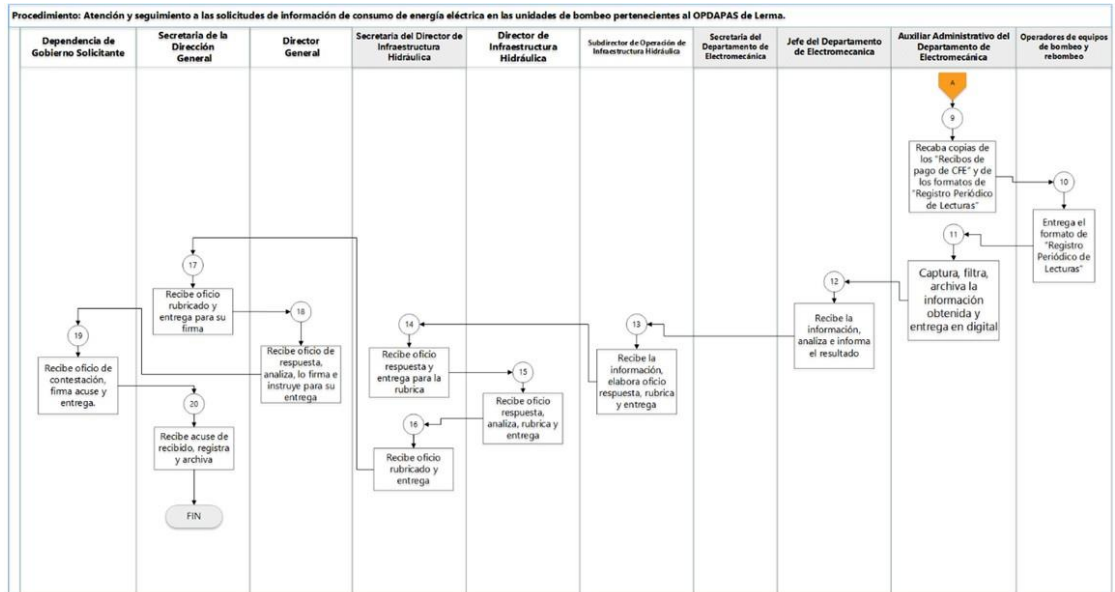 Procedimiento: Atención y seguimiento a las solicitudes de información de consumo de energía eléctrica en las unidades de bombeo pertenecientes al OPDAPAS de Lerma.
Dependencia de
Gobierno Solicitante
Secretaria de la
Dirección
General
Director
General
Secretaria del Director de
Infraestructura
Hidráulica
Director de
Infraestructura
Hidráulica
Subdirector de Operación de
Infraestructura Hidráulica
Secretaria del
Departamento de
Electromecánica
Jefe del Departamento
de Electromecanica
Auxiliar Administrativo del
Departamento de
Electromecánica
Operadores de equipos
de bombeo y
rebombeo
A
9
Recaba copias de
los "Recibos de
pago de CFE" y de
los formatos de
"Registro Periódico
de Lecturas"
10
Entrega el
formato de
"Registro
Periódico de
Lecturas"
11
Captura, filtra,
archiva la
información
obtenida y
entrega en digital
12
Recibe la
información,
analiza e informa
el resultado
13
Recibe la
información,
elabora oficio
respuesta, rubrica
y entrega
14
Recibe oficio
respuesta y
entrega para la
rubrica
15
Recibe oficio
respuesta,
analiza, rubrica y
entrega
16
Recibe oficio
rubricado y
entrega
17
Recibe oficio
rubricado y
entrega para su
firma
18
Recibe oficio de
respuesta,
analiza, lo firma e
instruye para su
entrega
19
Recibe oficio de
contestación,
firma acuse y
entrega.
20
Recibe acuse de
recibido, registra
y archiva
FIN